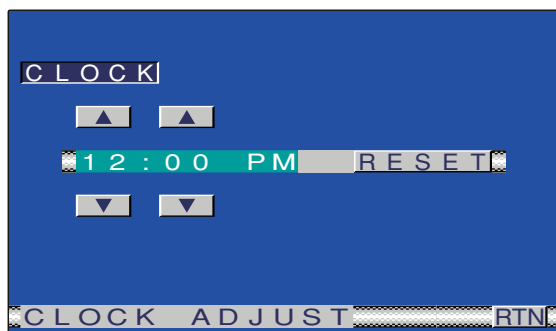 CLOCK
▲ ▲
12:00 PM RESET
▼ ▼
CLOCK ADJUST RTN